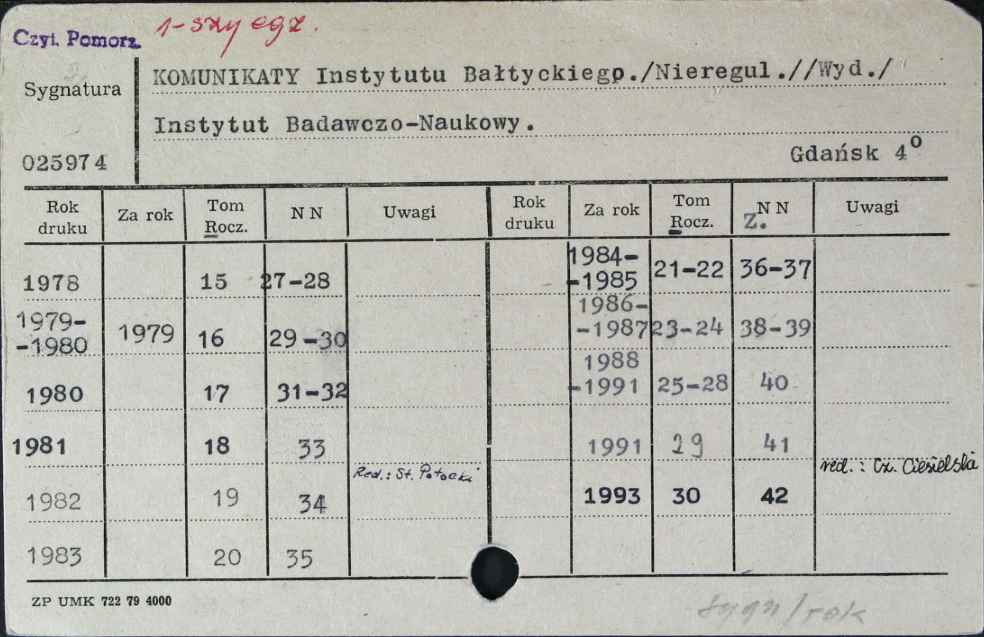 1-szy egz.
Czyt. Pomorz.
Sygnatura
KOMUNIKATY Instytutu Bałtyckiego./Nieregul.//Wyd./
Instytut Badawczo-Naukowy.
025974
Gdańsk 4°
Rok druku Za rok Tom Rocz. N N Uwagi Rok druku Za rok Tom Rocz. N N Z. Uwagi
1978 15 27-28 1984--1985 21-22 36-37
1979--1980 1979 16 29-30 1986--1987 23-24 38-39
1980 17 31-32 1988-1991 25-28 40
1981 18 33 1991 29 41
Red.: St. Potocki red.: Cz. Ciesielska
1982 19 34 1993 30 42
1983 20 35
ZP UMK 722 79 4000
sygn/rok